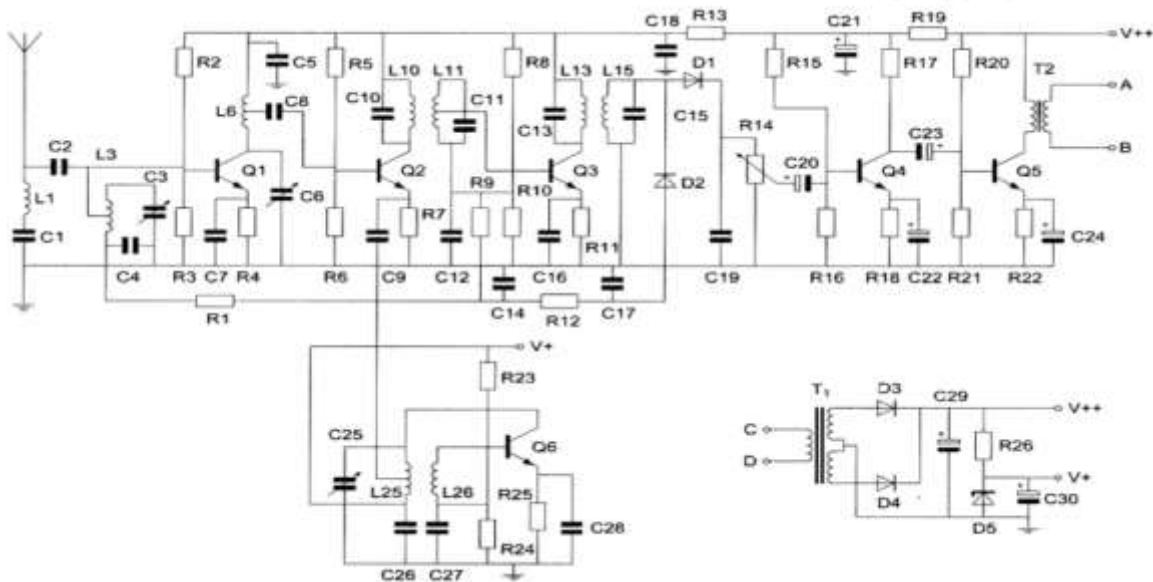 C18 R13 C21 R19
V++
R2 C5 R5 L10 L11 R8 L13 L15 D1 R15 R17 R20 T2
C8 C10 C11 A
L6 C13 C15 R14 C23
C2 L3 C20 B
C3 Q1 C6 Q2 R9 R10 Q3 D2 Q4 Q5
L1 R7 R11
C1 C24
C4 R3 C7 R4 R6 C9 C12 C16 C19 R16 R18 C22 R21 R22
R1 C14 R12 C17
V+
R23 T1 D3 C29 V++
C25 Q6 C R26
D V+
L25 L26 R25 D4 D5 C30
R24 C28
C26 C27